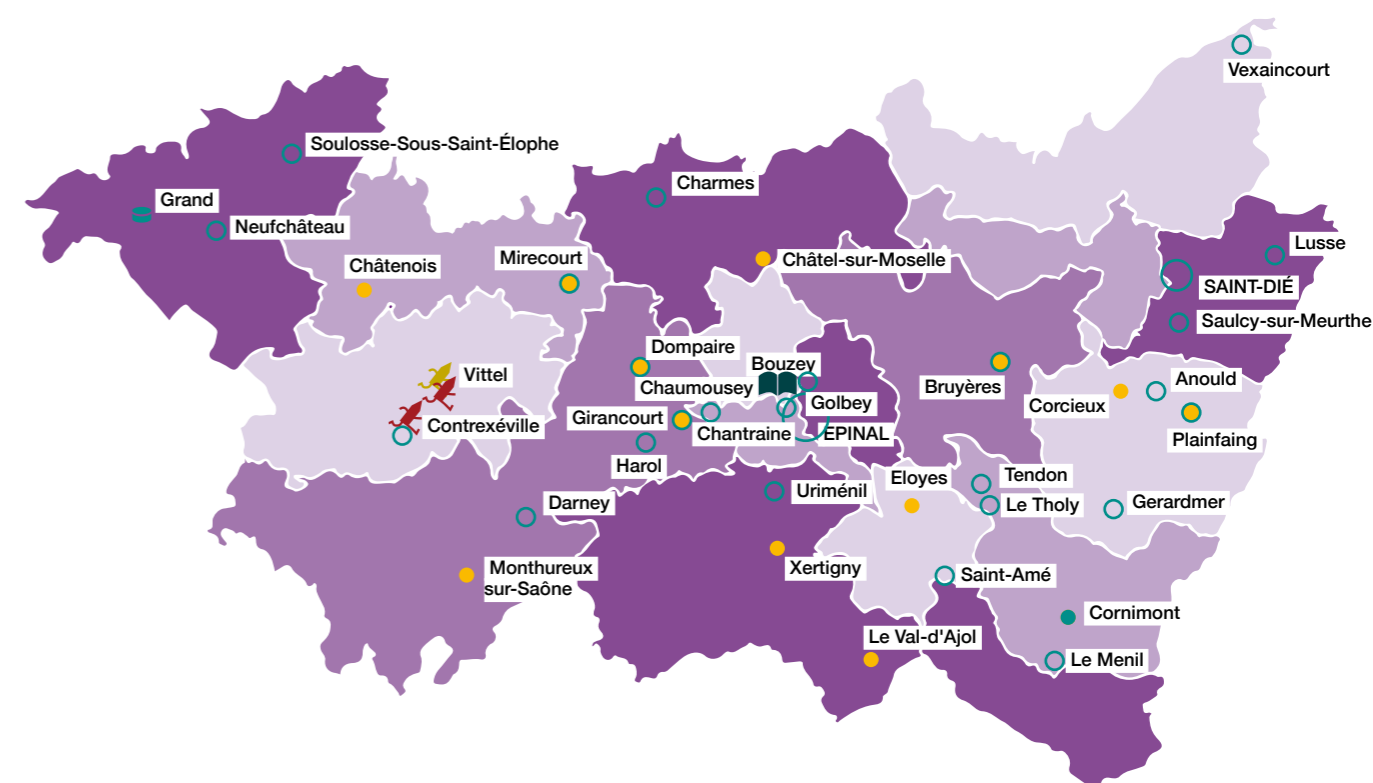 Vexaincourt
Soulosse-Sous-Saint-Élophe
Charmes
Grand
Neufchâteau
Lusse
Mirecourt
Châtel-sur-Moselle
Châtenois
SAINT-DIÉ
Saulcy-sur-Meurthe
Dompaire
Bouzey
Vittel
Anould
Chaumousey
Bruyères
Golbey
Corcieux
Girancourt
Contrexéville
Chantraine
EPINAL
Plainfaing
Harol
Eloyes
Tendon
Uriménil
Darney
Le Tholy
Gerardmer
Monthureux
sur-Saône
Xertigny
Saint-Amé
Cornimont
Le Val-d'Ajol
Le Menil